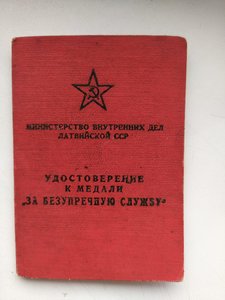 МИНИСТЕРСТВО ВНУТРЕННИХ ДЕЛ
ЛАТВИЙСКОЙ ССР
УДОСТОВЕРЕНИЕ
К МЕДАЛИ
„ЗА БЕЗУПРЕЧНУЮ СЛУЖБУ“